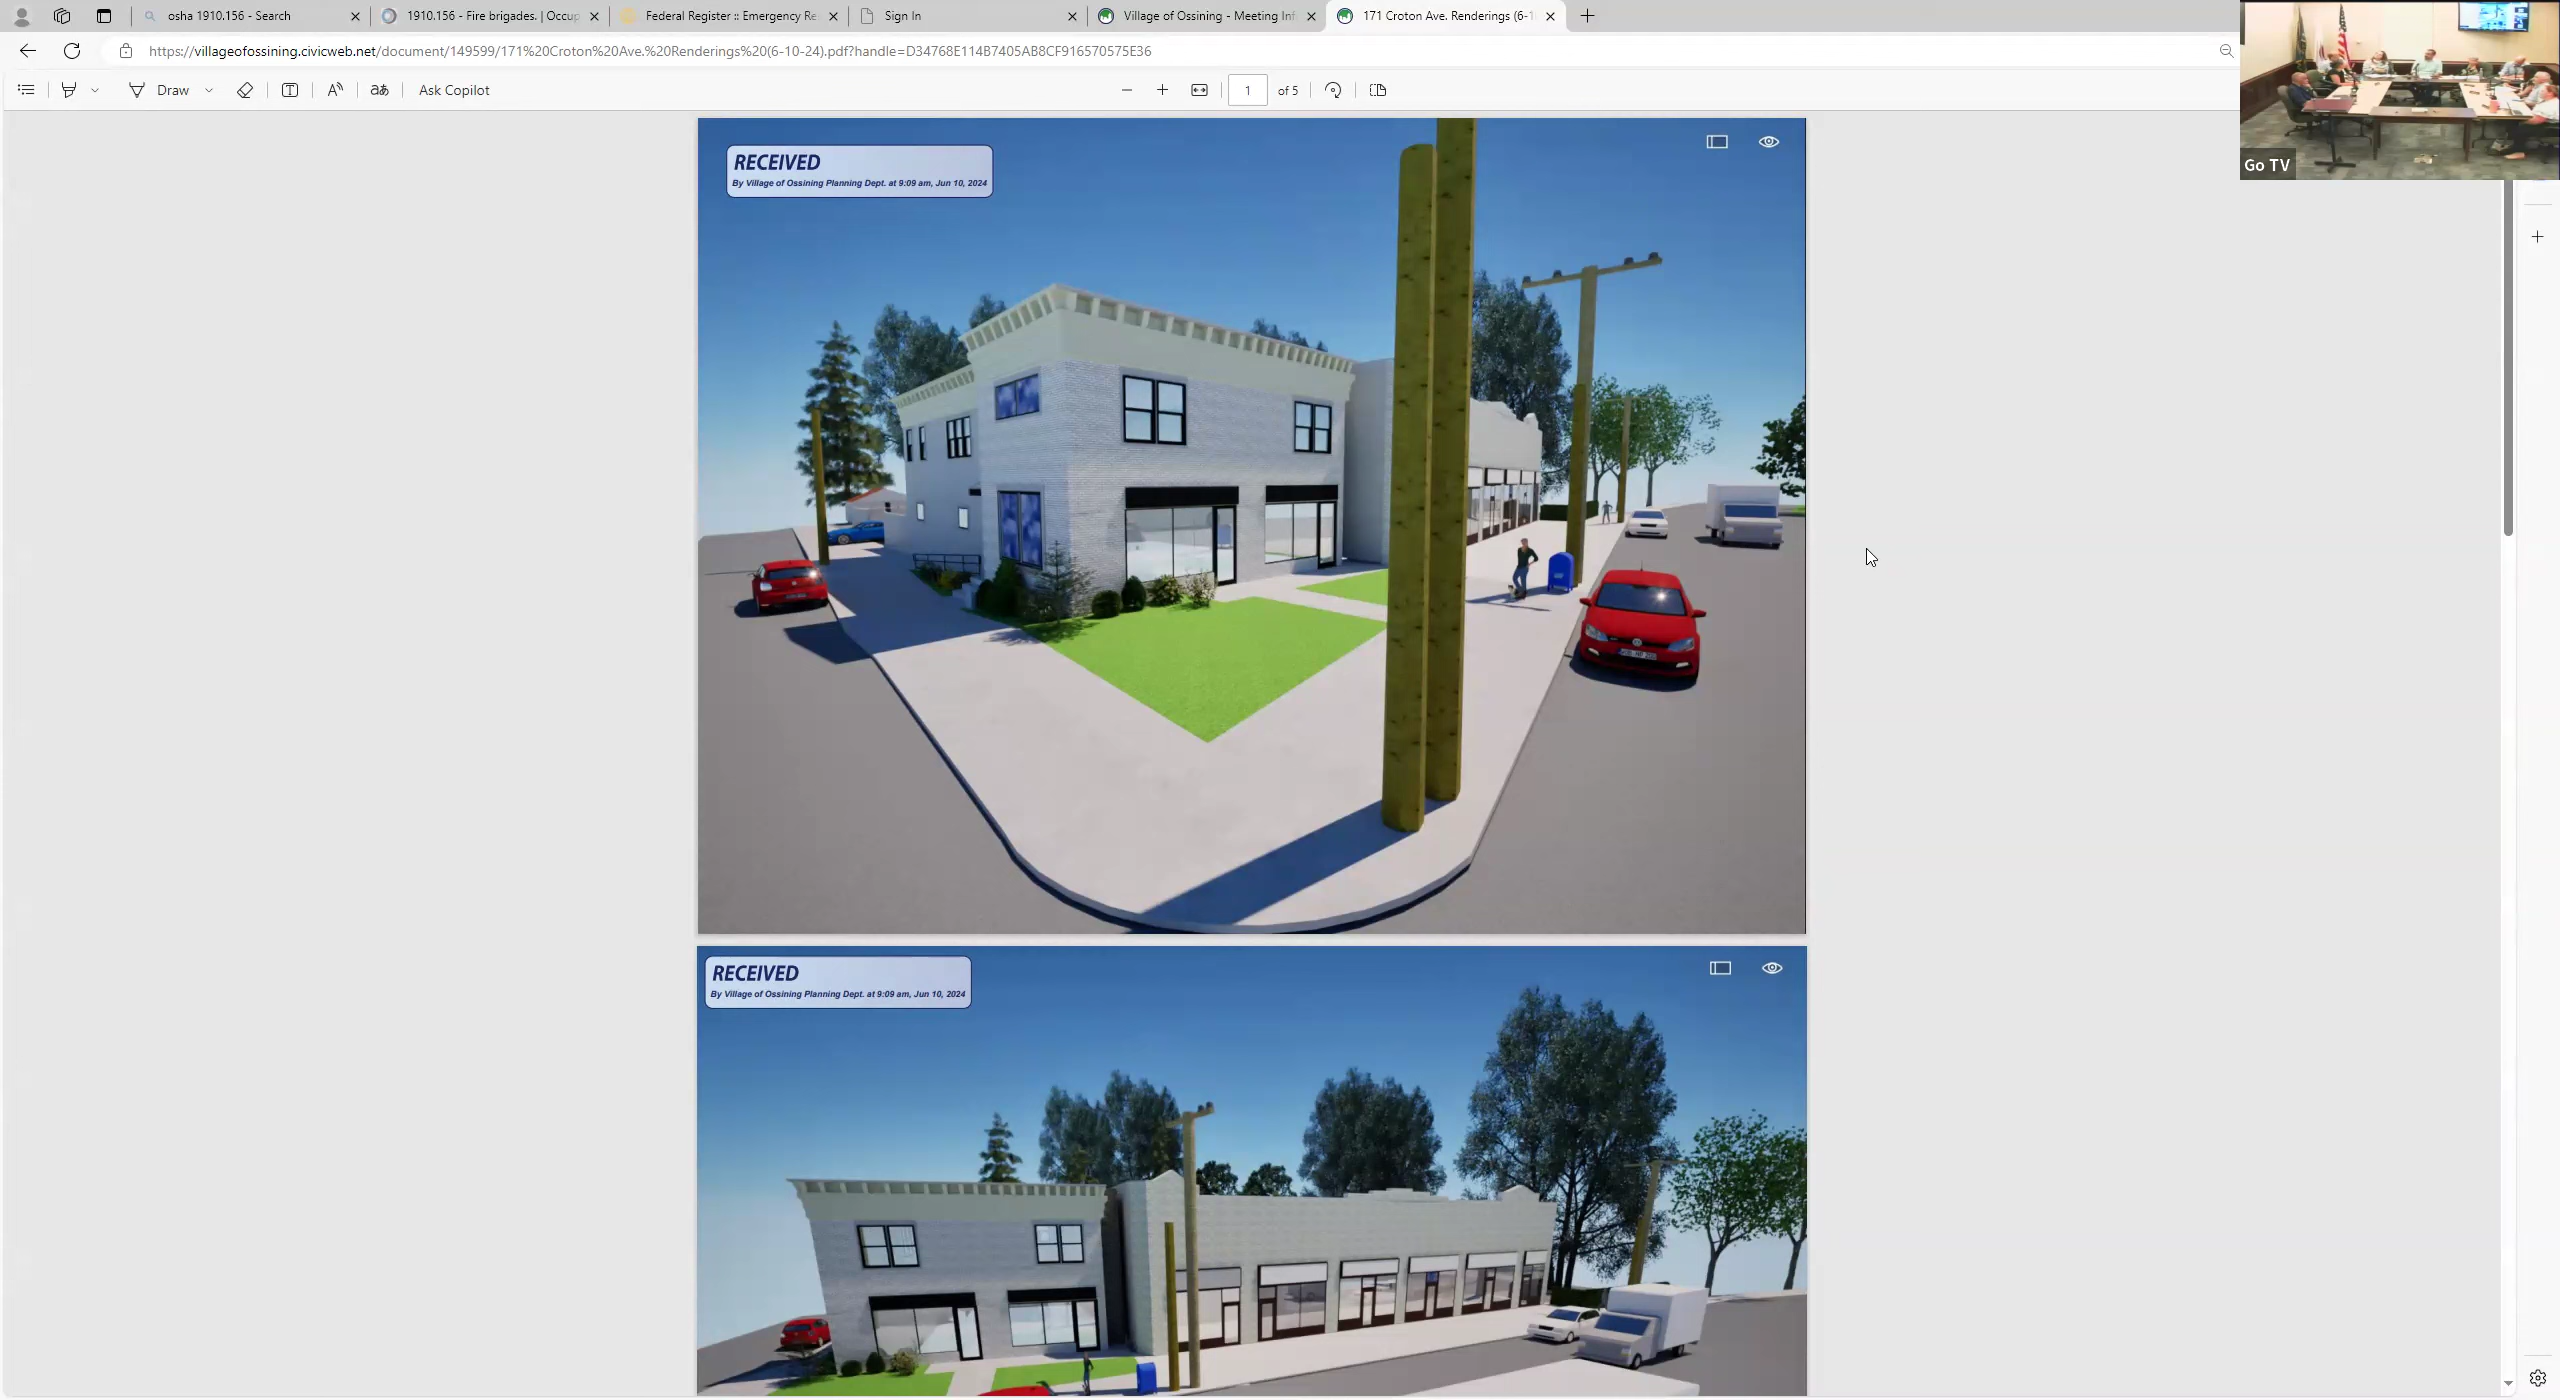 osha 1910.156 - Search
1910.156 - Fire brigades. | Occup
Federal Register :: Emergency Re
Sign In
Village of Ossining - Meeting Inf
171 Croton Ave. Renderings (6-1
https://villageofossining.civicweb.net/document/149599/171%20Croton%20Ave.%20Renderings%20(6-10-24).pdf?handle=D34768E114B7405AB8CF916570575E36
Draw
aあ
Ask Copilot
1 of 5
Go TV
RECEIVED
By Village of Ossining Planning Dept. at 9:09 am, Jun 10, 2024
RECEIVED
By Village of Ossining Planning Dept. at 9:09 am, Jun 10, 2024